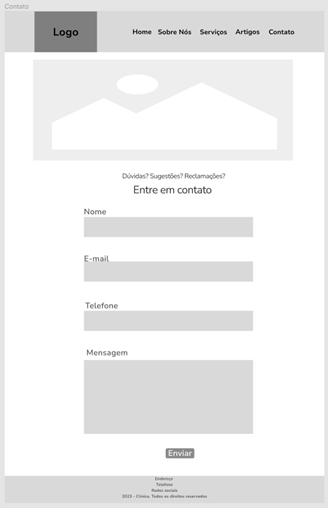 Contato
Logo
Home Sobre Nós Serviços Artigos Contato
Dúvidas? Sugestões? Reclamações?
Entre em contato
Nome
E-mail
Telefone
Mensagem
Enviar
Endereço
Telefone
Redes sociais
2023 - Clínica. Todos os direitos reservados